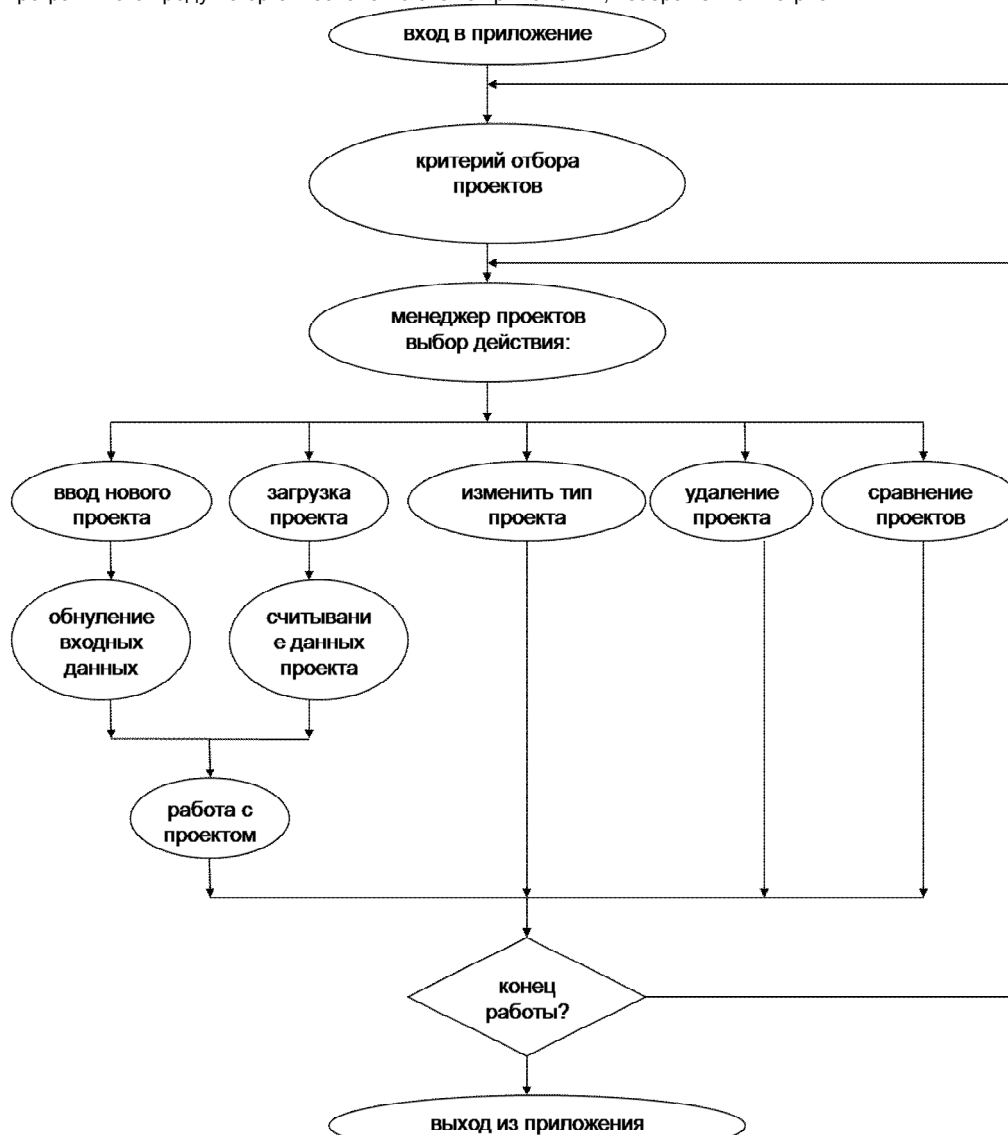 вход в приложение
критерий отбора
проектов
менеджер проектов
выбор действия:
ввод нового
проекта
загрузка
проекта
изменить тип
проекта
удаление
проекта
сравнение
проектов
обнуление
входных
данных
считывани
е данных
проекта
работа с
проектом
конец
работы?
выход из приложения